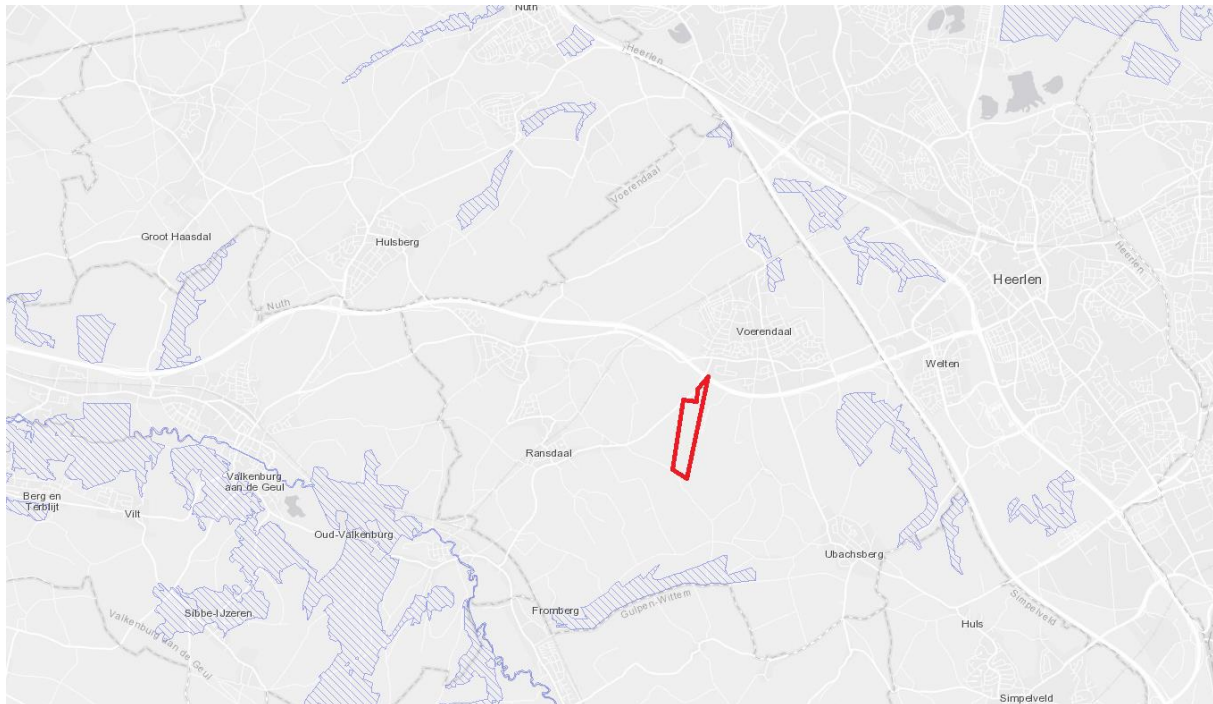 Nuth
Heerlen
Voerendaal
Groot Haasdal
Hulsberg
Heerlen
Heerlen
Nuth
Voerendaal
Welten
Ransdaal
Valkenburg
aan de Geul
Berg en
Terblijt
Vilt
Oud-Valkenburg
Ubachsberg
Sibbe-IJzeren
Fromberg
Gulpen-Wittem
Simpelveld
Valkenburg aan de Geul
Huls
Simpelveld